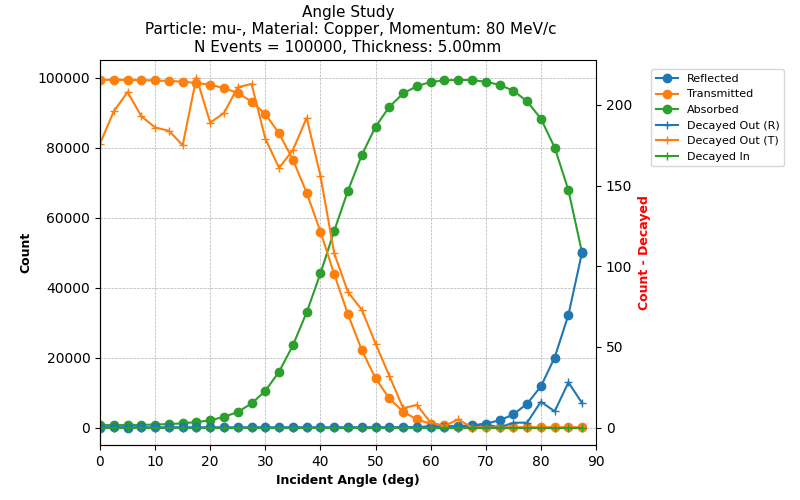 Angle Study
Particle: mu-, Material: Copper, Momentum: 80 MeV/c
N Events = 100000, Thickness: 5.00mm
100000
80000
60000
40000
20000
0
Count
0 10 20 30 40 50 60 70 80 90
Incident Angle (deg)
200
150
100
50
0
Count - Decayed
Reflected
Transmitted
Absorbed
Decayed Out (R)
Decayed Out (T)
Decayed In